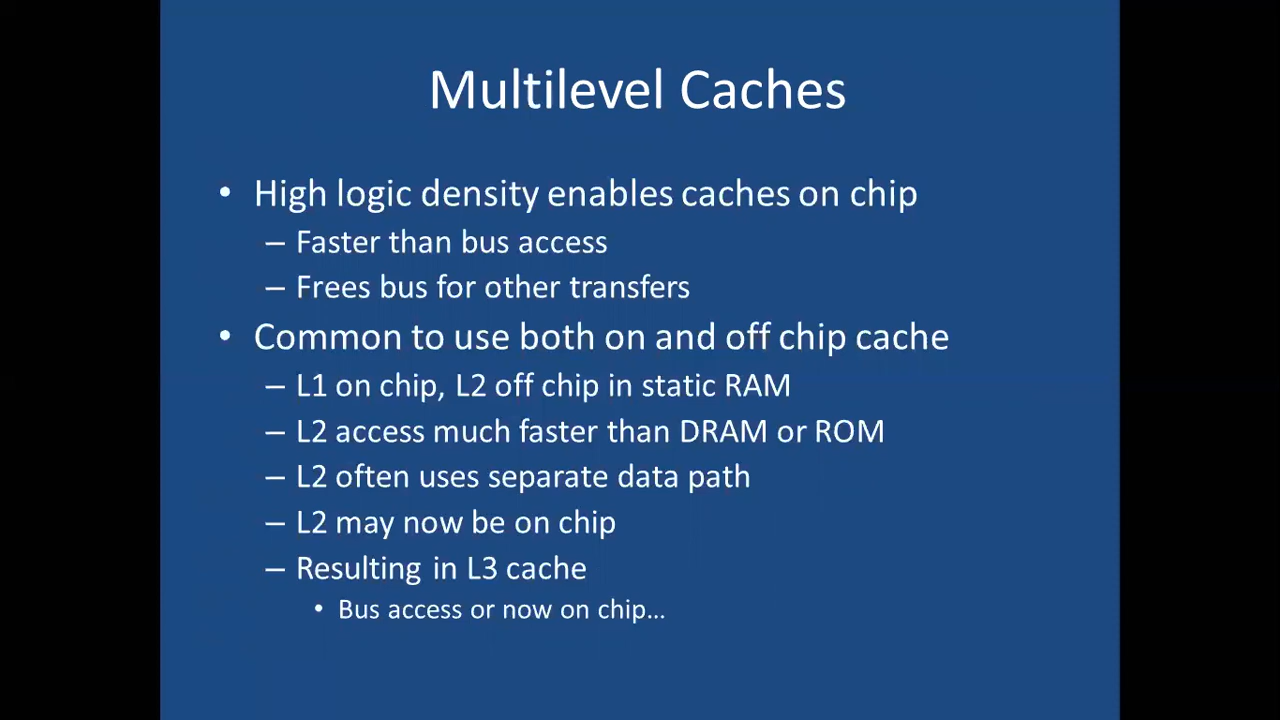 Multilevel Caches
• High logic density enables caches on chip
– Faster than bus access
– Frees bus for other transfers
• Common to use both on and off chip cache
– L1 on chip, L2 off chip in static RAM
– L2 access much faster than DRAM or ROM
– L2 often uses separate data path
– L2 may now be on chip
– Resulting in L3 cache
• Bus access or now on chip…